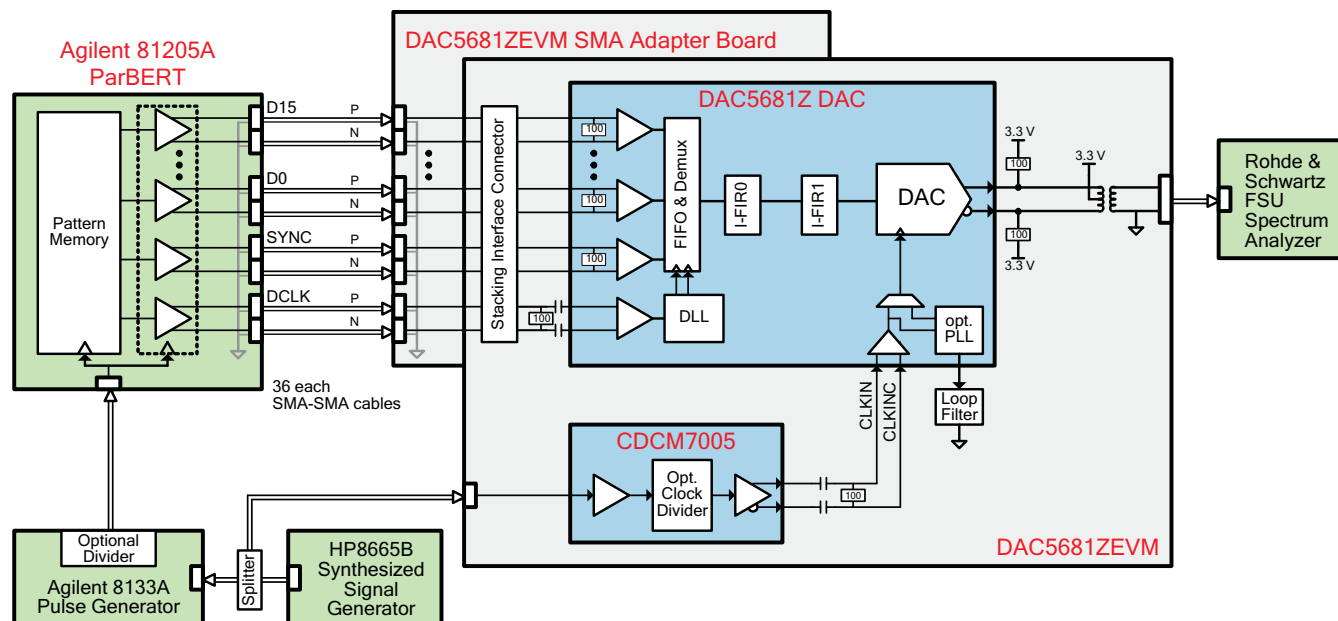 Agilent 81205A
ParBERT
DAC5681ZEVM SMA Adapter Board
DAC5681Z DAC
Pattern
Memory
D15
P
N
D0
P
N
SYNC
P
N
DCLK
P
N
36 each
SMA-SMA cables
Stacking Interface Connector
100
100
100
100
FIFO & Demux
DLL
I-FIR0
I-FIR1
DAC
opt.
PLL
Loop
Filter
CLKIN
CLKINC
3.3 V
100
100
3.3 V
3.3 V
Rohde &
Schwartz
FSU
Spectrum
Analyzer
CDCM7005
Opt.
Clock
Divider
100
DAC5681ZEVM
Optional
Divider
Agilent 8133A
Pulse Generator
Splitter
HP8665B
Synthesized
Signal
Generator